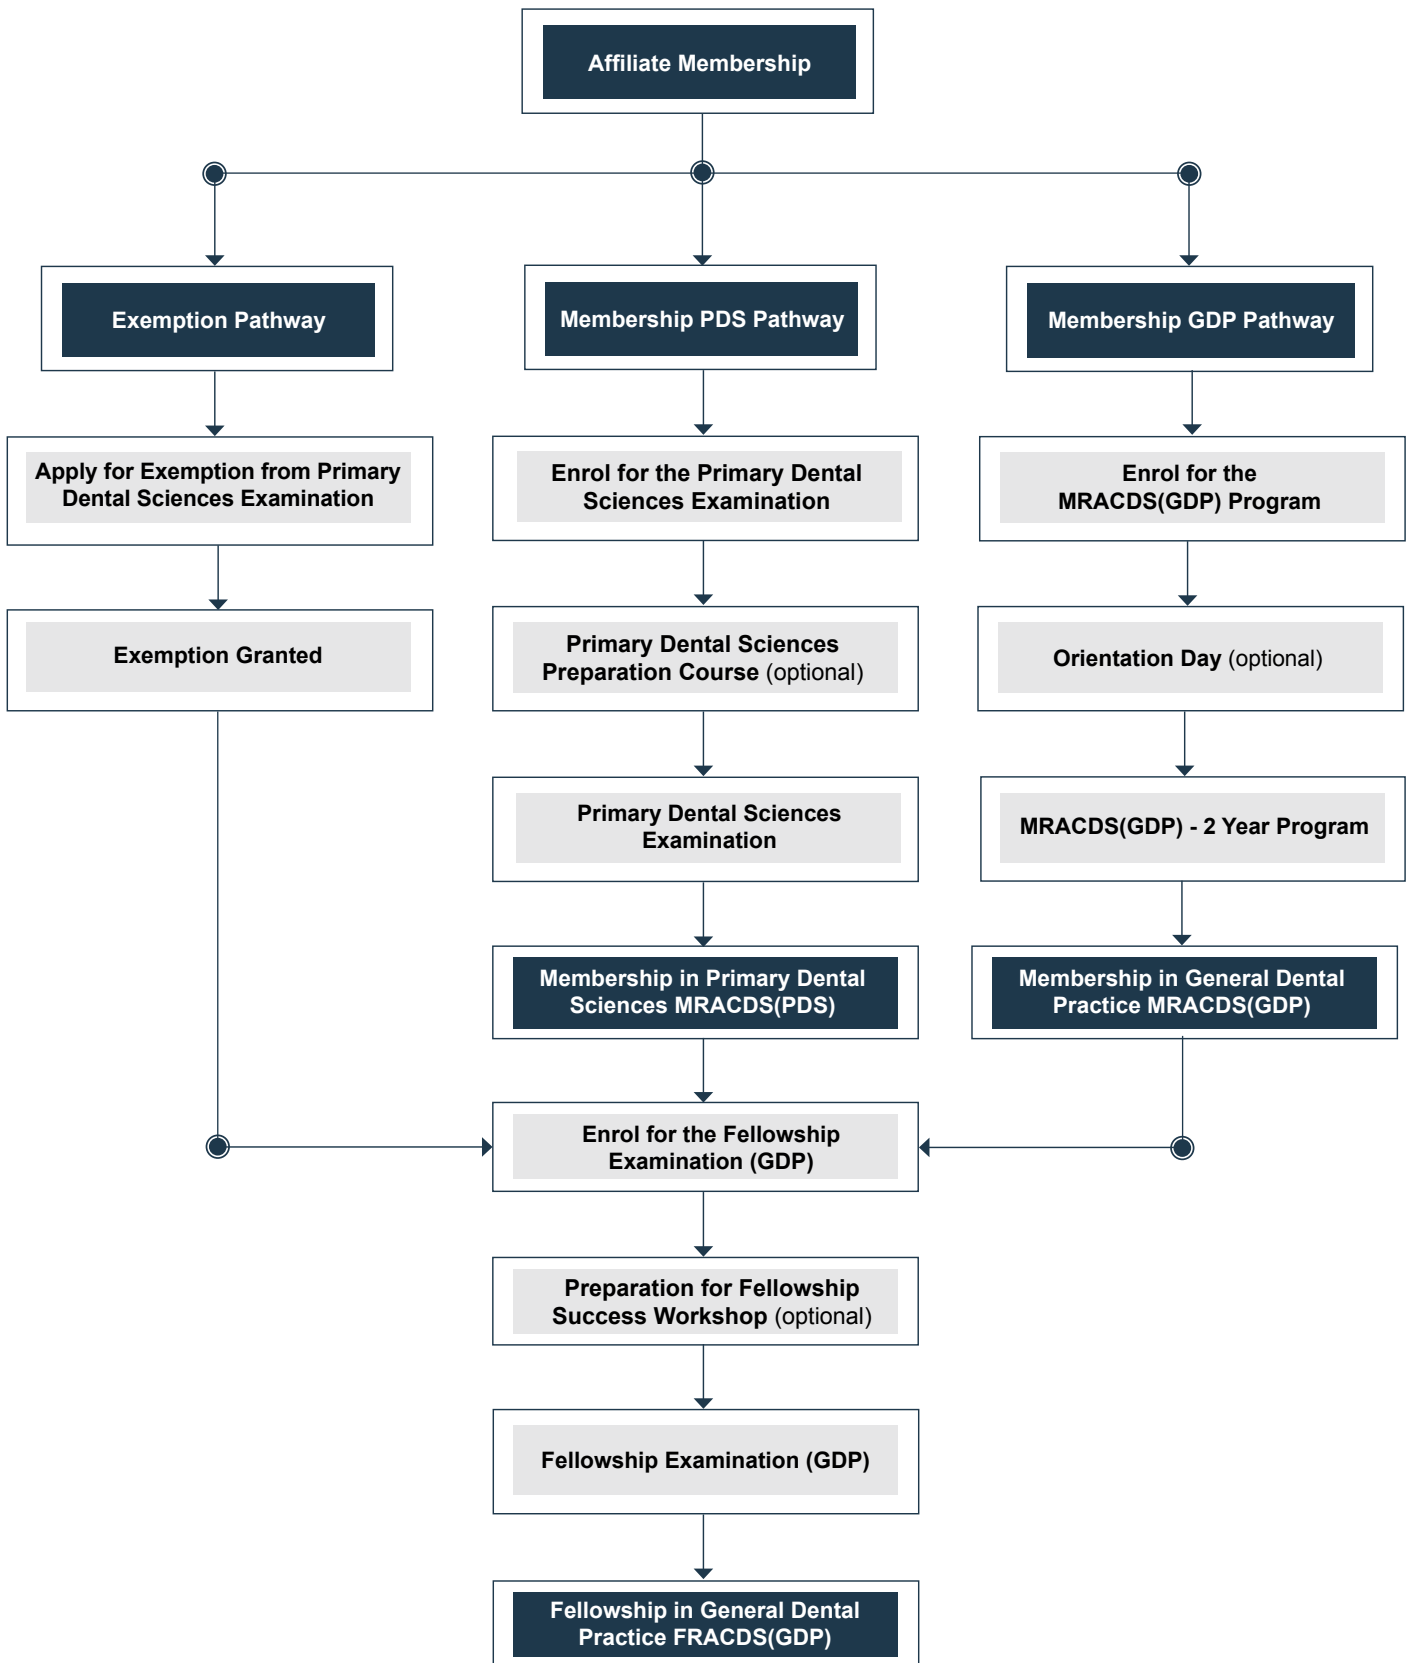 Affiliate Membership
Exemption Pathway
Membership PDS Pathway
Membership GDP Pathway
Apply for Exemption from Primary
Dental Sciences Examination
Enrol for the Primary Dental
Sciences Examination
Enrol for the
MRACDS(GDP) Program
Exemption Granted
Primary Dental Sciences
Preparation Course (optional)
Orientation Day (optional)
Primary Dental Sciences
Examination
MRACDS(GDP) - 2 Year Program
Membership in Primary Dental
Sciences MRACDS(PDS)
Membership in General Dental
Practice MRACDS(GDP)
Enrol for the Fellowship
Examination (GDP)
Preparation for Fellowship
Success Workshop (optional)
Fellowship Examination (GDP)
Fellowship in General Dental
Practice FRACDS(GDP)